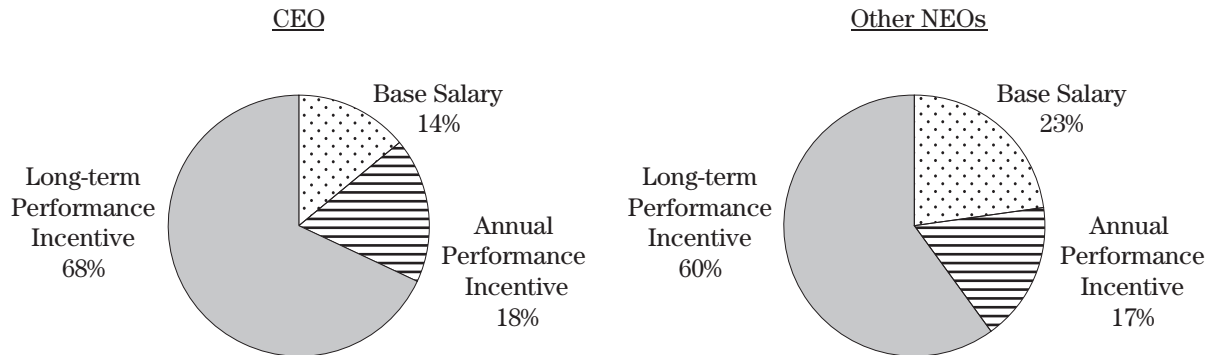 CEO
Base Salary
14%
Long-term
Performance
Incentive
68%
Annual
Performance
Incentive
18%
Other NEOs
Base Salary
23%
Long-term
Performance
Incentive
60%
Annual
Performance
Incentive
17%